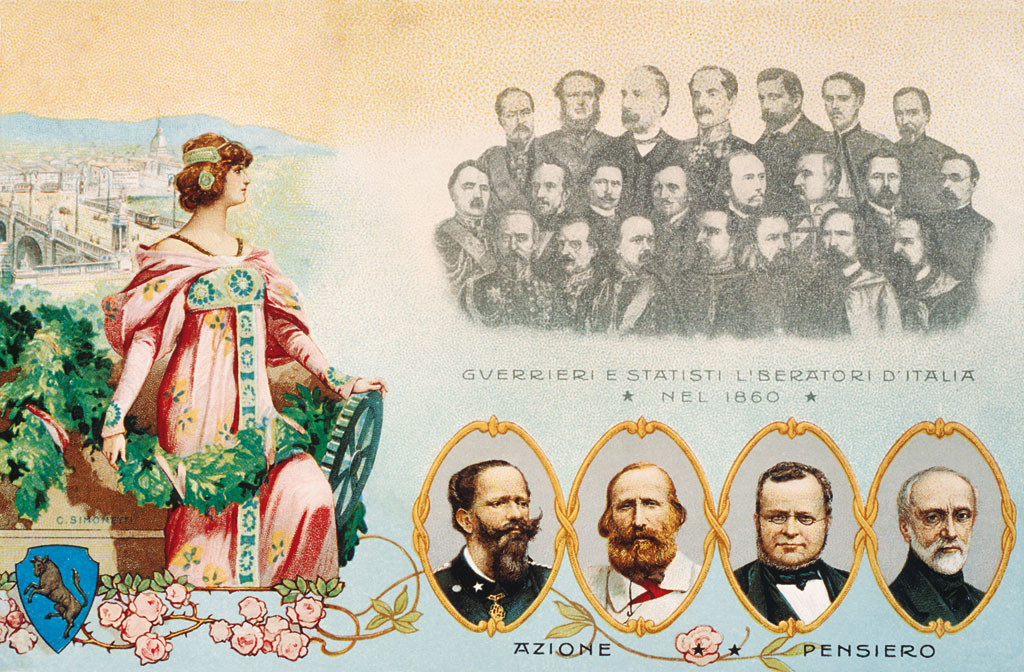 GVERRIERI E STATISTI LIBERATORI D'ITALIA
★ NEL 1860 ★
C. SIMONETTI
AZIONE ★ ★ PENSIERO